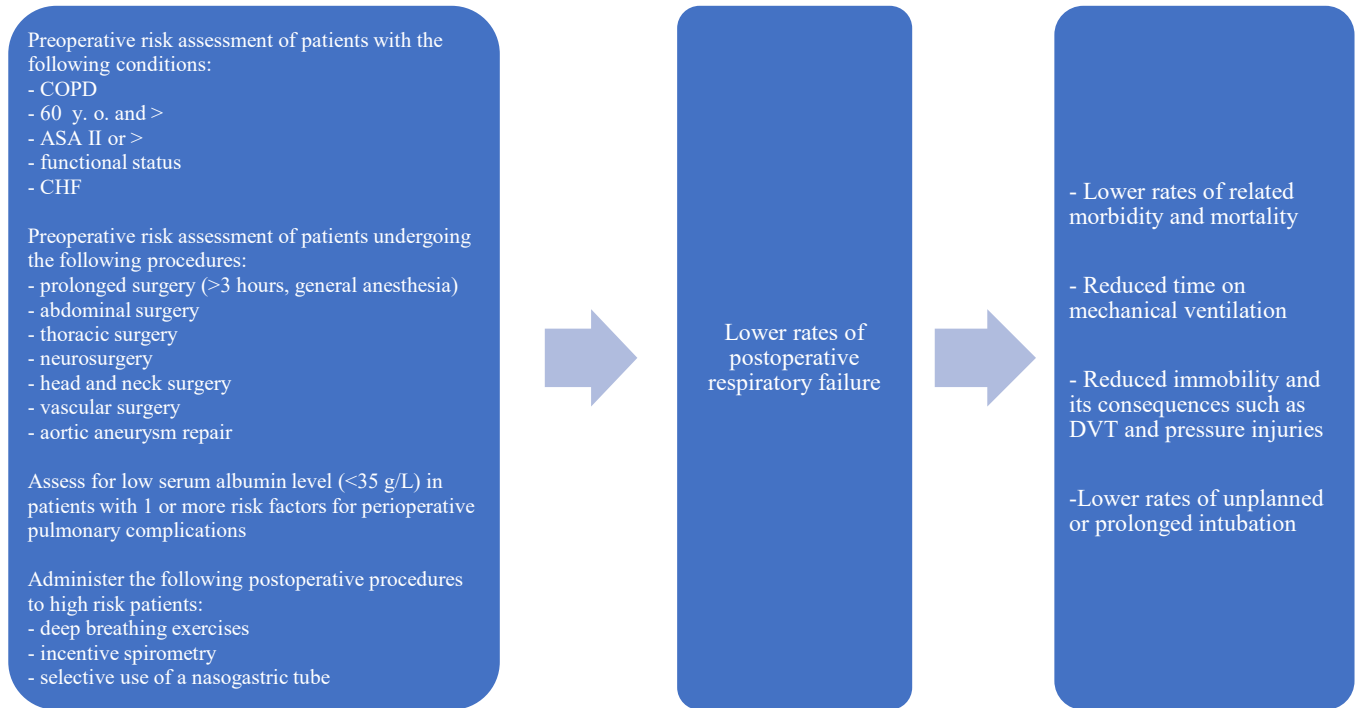 Preoperative risk assessment of patients with the
following conditions:
- COPD
- 60  y. o. and >
- ASA II or >
- functional status
- CHF
Preoperative risk assessment of patients undergoing
the following procedures:
- prolonged surgery (>3 hours, general anesthesia)
- abdominal surgery
- thoracic surgery
- neurosurgery
- head and neck surgery
- vascular surgery
- aortic aneurysm repair
Assess for low serum albumin level (<35 g/L) in
patients with 1 or more risk factors for perioperative
pulmonary complications
Administer the following postoperative procedures
to high risk patients:
- deep breathing exercises
- incentive spirometry
- selective use of a nasogastric tube
Lower rates of
postoperative
respiratory failure
- Lower rates of related
morbidity and mortality
- Reduced time on
mechanical ventilation
- Reduced immobility and
its consequences such as
DVT and pressure injuries
-Lower rates of unplanned
or prolonged intubation